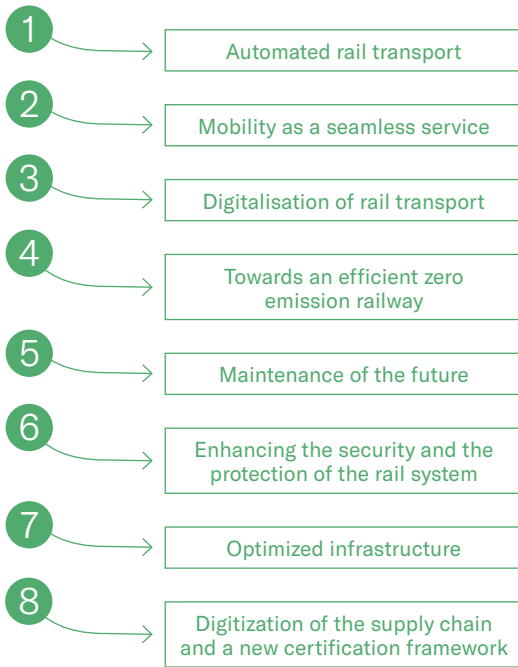 1
Automated rail transport
2
Mobility as a seamless service
3
Digitalisation of rail transport
4
Towards an efficient zero
emission railway
5
Maintenance of the future
6
Enhancing the security and the
protection of the rail system
7
Optimized infrastructure
8
Digitization of the supply chain
and a new certification framework